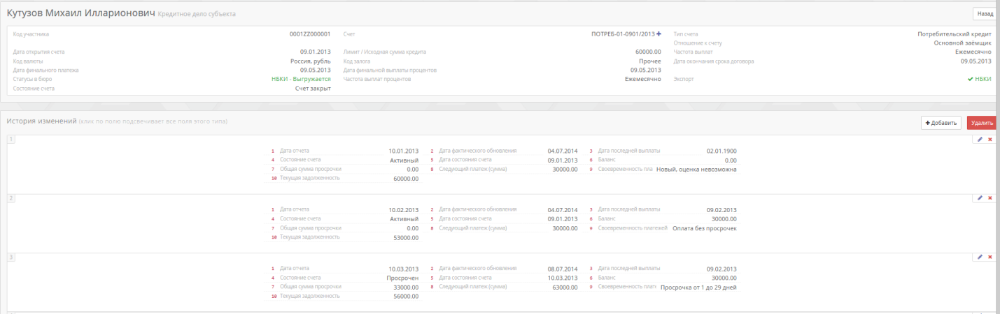 Кутузов Михаил Илларионович Кредитное дело субъекта Назад
Код участника 0001ZZ000001 Счет ПОТРЕБ-01-0901/2013 + Тип счета Потребительский кредит
Отношение к счету Основной заёмщик
Дата открытия счета 09.01.2013 Лимит / Исходная сумма кредита 60000.00 Частота выплат Ежемесячно
Код валюты Россия, рубль Код залога Прочее Дата окончания срока договора 09.05.2013
Дата финального платежа 09.05.2013 Дата финальной выплаты процентов 09.05.2013
Статусы в бюро НБКИ - Выгружается Частота выплат процентов Ежемесячно Экспорт ✔ НБКИ
Состояние счета Счет закрыт
История изменений (клик по полю подсвечивает все поля этого типа) + Добавить Удалить
1
1 Дата отчета 10.01.2013 2 Дата фактического обновления 04.07.2014 3 Дата последней выплаты 02.01.1900
4 Состояние счета Активный 5 Дата состояния счета 09.01.2013 6 Баланс 0.00
7 Общая сумма просрочки 0.00 8 Следующий платеж (сумма) 30000.00 9 Своевременность пла Новый, оценка невозможна
10 Текущая задолженность 60000.00
2
1 Дата отчета 10.02.2013 2 Дата фактического обновления 04.07.2014 3 Дата последней выплаты 09.02.2013
4 Состояние счета Активный 5 Дата состояния счета 09.01.2013 6 Баланс 30000.00
7 Общая сумма просрочки 0.00 8 Следующий платеж (сумма) 30000.00 9 Своевременность платежей Оплата без просрочек
10 Текущая задолженность 53000.00
3
1 Дата отчета 10.03.2013 2 Дата фактического обновления 08.07.2014 3 Дата последней выплаты 09.02.2013
4 Состояние счета Просрочен 5 Дата состояния счета 10.03.2013 6 Баланс 30000.00
7 Общая сумма просрочки 33000.00 8 Следующий платеж (сумма) 63000.00 9 Своевременность плат Просрочка от 1 до 29 дней
10 Текущая задолженность 56000.00